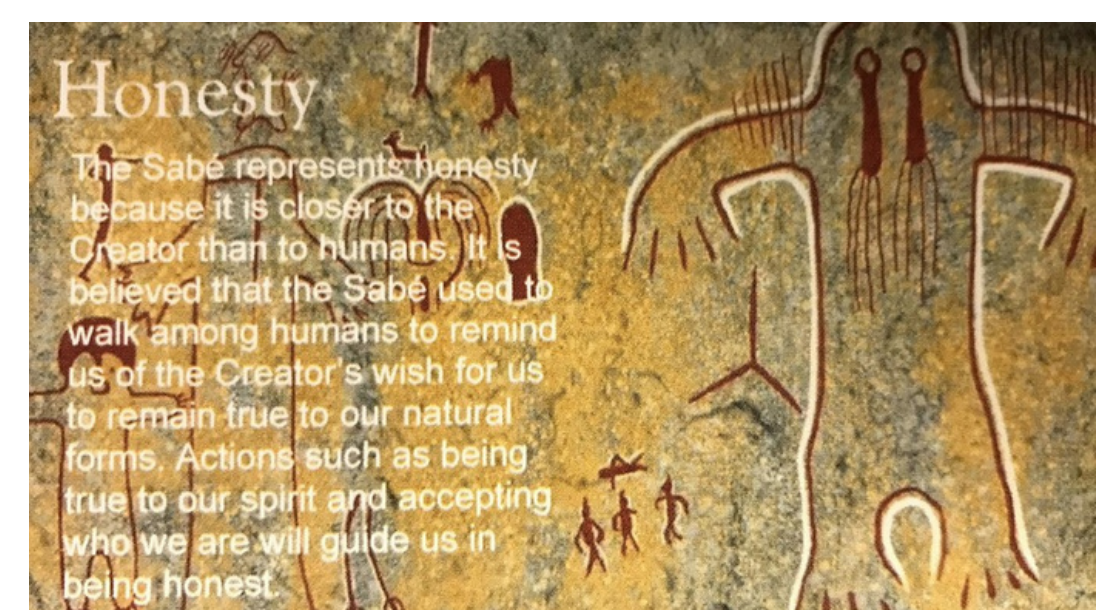 Honesty
The Sabé represents honesty
because it is closer to the
Creator than to humans. It is
believed that the Sabé used to
walk among humans to remind
us of the Creator's wish for us
to remain true to our natural
forms. Actions such as being
true to our spirit and accepting
who we are will guide us in
being honest.